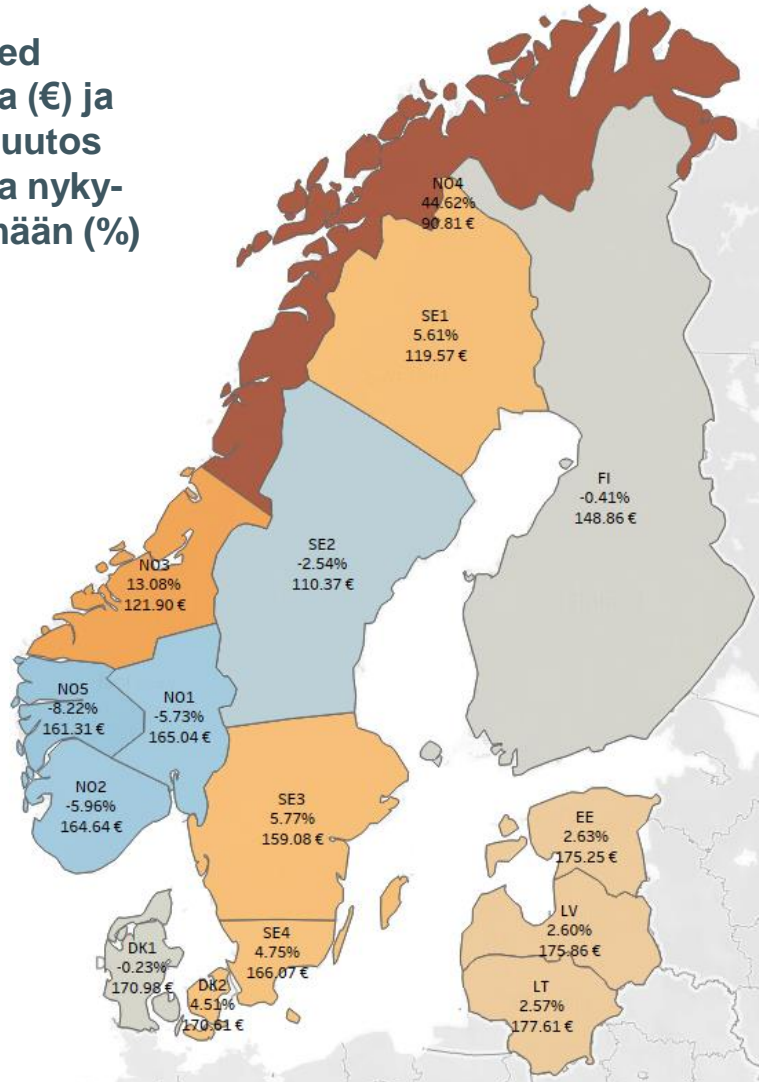 ed
a (€) ja
uutos
a nyky-
nään (%)
NO4
44.62%
90.81 €
SE1
5.61%
119.57 €
FI
-0.41%
148.86 €
SE2
-2.54%
110.37 €
NO3
13.08%
121.90 €
NO5
-8.22%
161.31 €
NO1
-5.73%
165.04 €
NO2
-5.96%
164.64 €
SE3
5.77%
159.08 €
EE
2.63%
175.25 €
LV
2.60%
175.86 €
SE4
4.75%
166.07 €
DK1
-0.23%
170.98 €
DK2
4.51%
170.61 €
LT
2.57%
177.61 €